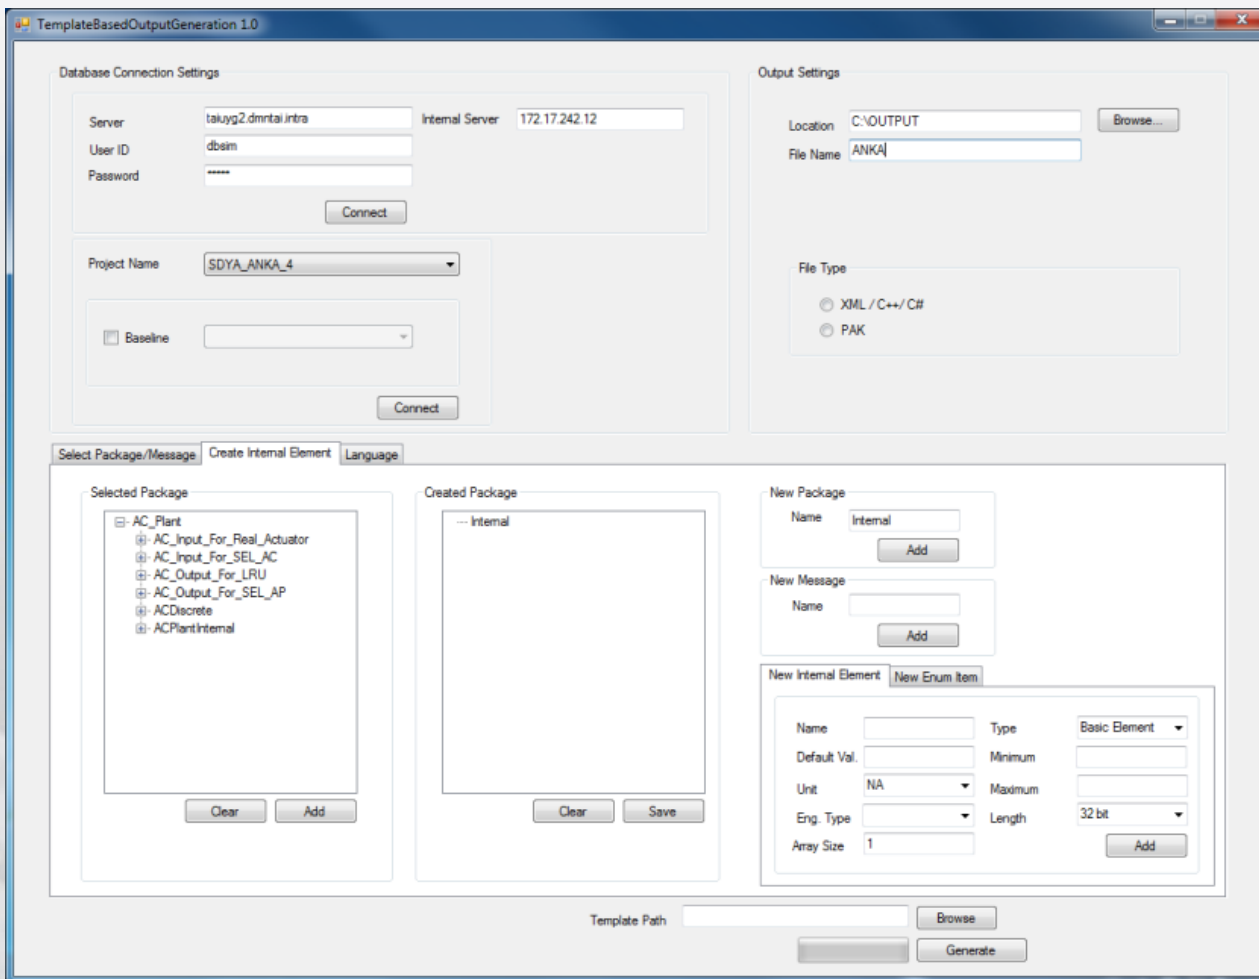 TemplateBasedOutputGeneration 1.0
Database Connection Settings
Server taiuyg2.dmntai.intra Internal Server 172.17.242.12
User ID dbsim
Password *****
Connect
Project Name SDYA_ANKA_4
Baseline
Connect
Output Settings
Location C:\OUTPUT Browse...
File Name ANKA
File Type
XML / C++/ C#
PAK
Select Package/Message Create Internal Element Language
Selected Package
AC_Plant
AC_Input_For_Real_Actuator
AC_Input_For_SEL_AC
AC_Output_For_LRU
AC_Output_For_SEL_AP
ACDiscrete
ACPlantInternal
Clear Add
Created Package
Internal
Clear Save
New Package
Name Internal
Add
New Message
Name
Add
New Internal Element New Enum Item
Name Type Basic Element
Default Val. Minimum
Unit NA Maximum
Eng. Type Length 32 bit
Array Size 1 Add
Template Path Browse
Generate